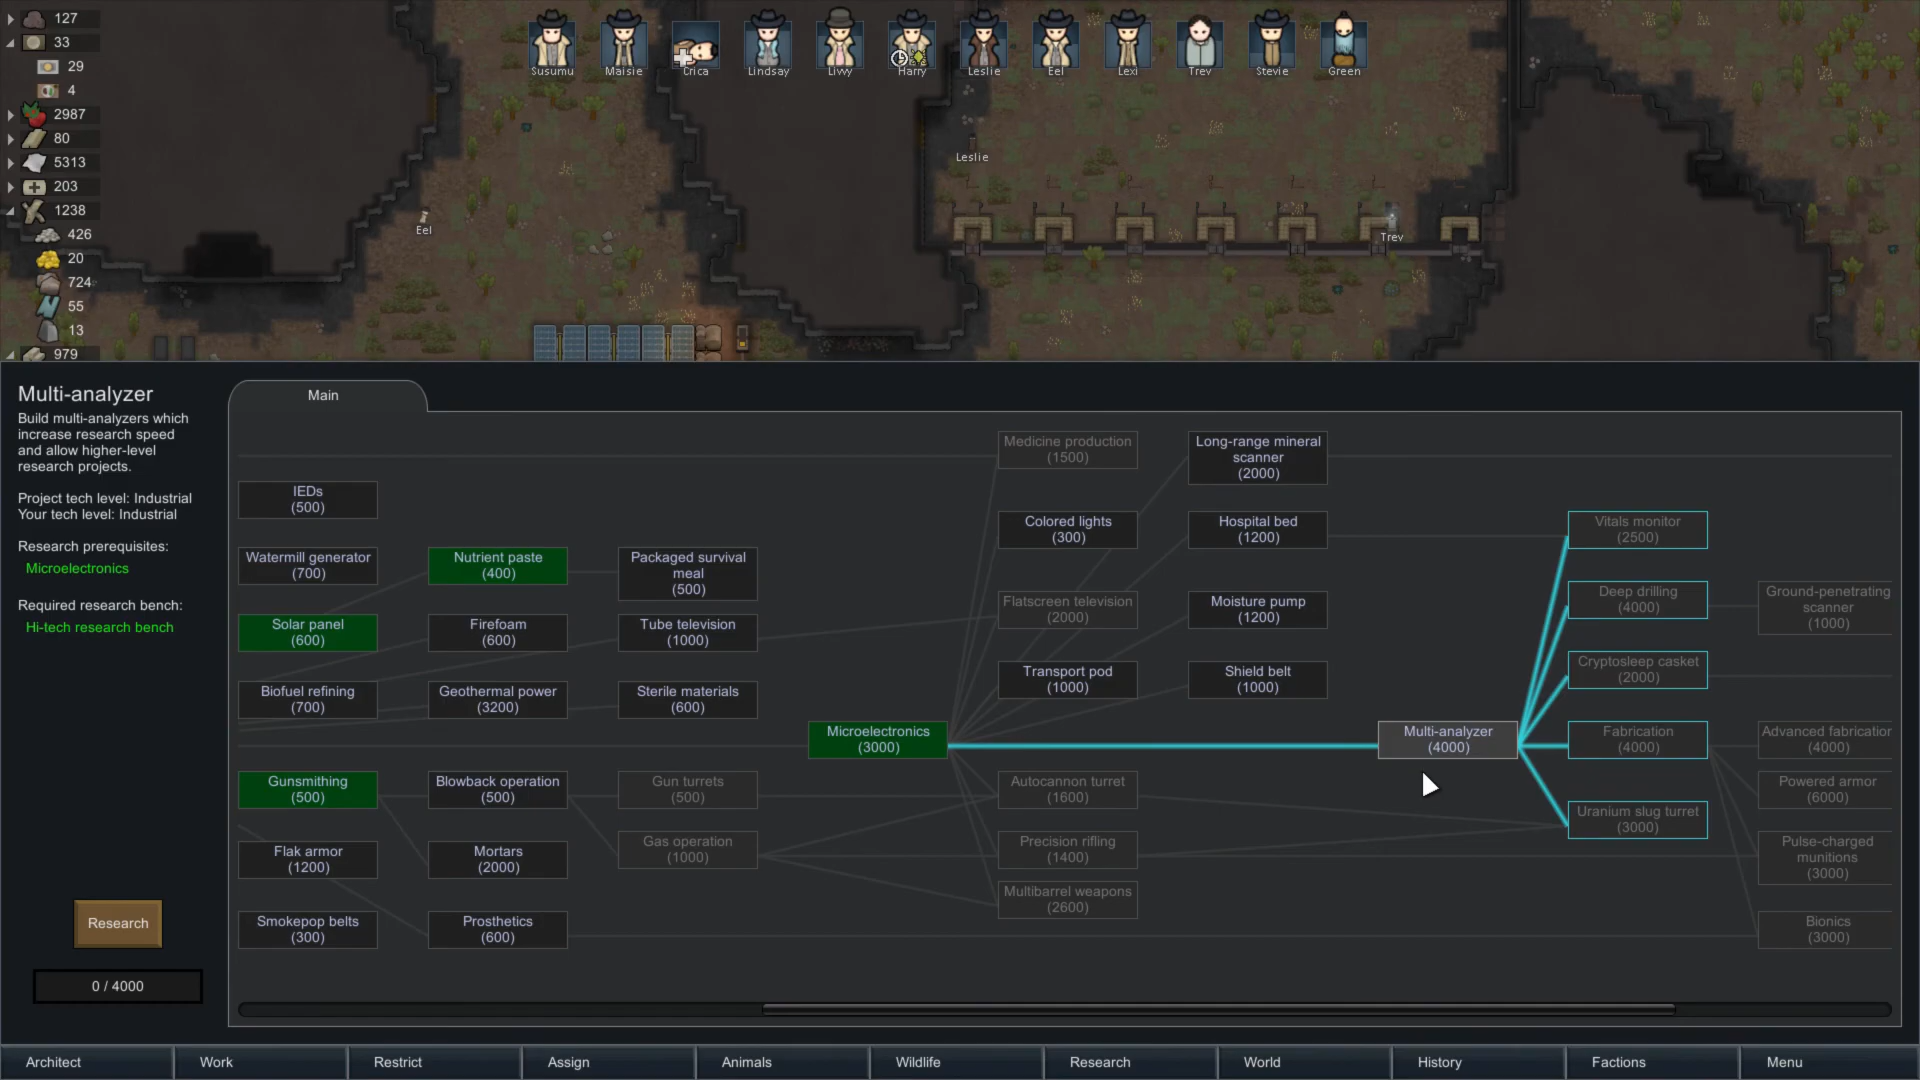 127
33
29
4
2987
80
5313
203
1238
426
20
724
55
13
979
Susumu
Maisie
Crica
Lindsay
Livvy
Harry
Leslie
Eel
Lexi
Trev
Stevie
Green
Leslie
Eel
Trev
Multi-analyzer
Build multi-analyzers which
increase research speed
and allow higher-level
research projects.
Project tech level: Industrial
Your tech level: Industrial
Research prerequisites:
Microelectronics
Required research bench:
Hi-tech research bench
Research
0 / 4000
Main
IEDs
(500)
Watermill generator
(700)
Solar panel
(600)
Biofuel refining
(700)
Gunsmithing
(500)
Flak armor
(1200)
Smokepop belts
(300)
Nutrient paste
(400)
Firefoam
(600)
Geothermal power
(3200)
Blowback operation
(500)
Mortars
(2000)
Prosthetics
(600)
Packaged survival
meal
(500)
Tube television
(1000)
Sterile materials
(600)
Gun turrets
(500)
Gas operation
(1000)
Microelectronics
(3000)
Medicine production
(1500)
Colored lights
(300)
Flatscreen television
(2000)
Transport pod
(1000)
Autocannon turret
(1600)
Precision rifling
(1400)
Multibarrel weapons
(2600)
Long-range mineral
scanner
(2000)
Hospital bed
(1200)
Moisture pump
(1200)
Shield belt
(1000)
Multi-analyzer
(4000)
Vitals monitor
(2500)
Deep drilling
(4000)
Cryptosleep casket
(2000)
Fabrication
(4000)
Uranium slug turret
(3000)
Ground-penetrating
scanner
(1000)
Advanced fabrication
(4000)
Powered armor
(6000)
Pulse-charged
munitions
(3000)
Bionics
(3000)
Architect
Work
Restrict
Assign
Animals
Wildlife
Research
World
History
Factions
Menu